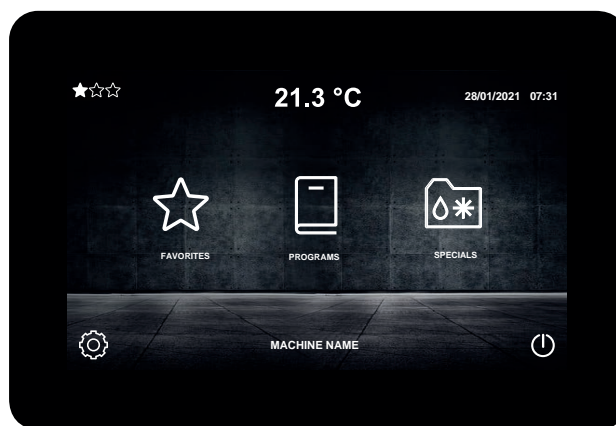 21.3 °C
28/01/2021 07:31
FAVORITES
PROGRAMS
SPECIALS
MACHINE NAME